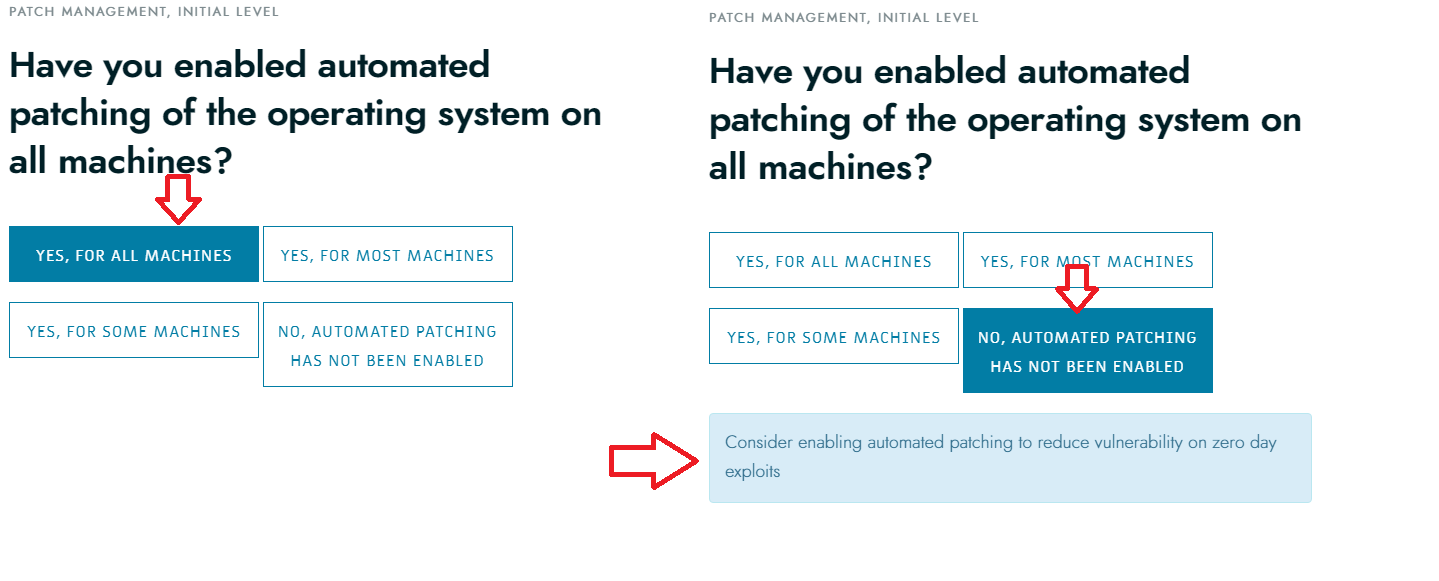 PATCH MANAGEMENT, INITIAL LEVEL
Have you enabled automated
patching of the operating system on
all machines?
YES, FOR ALL MACHINES
YES, FOR MOST MACHINES
YES, FOR SOME MACHINES
NO, AUTOMATED PATCHING
HAS NOT BEEN ENABLED
PATCH MANAGEMENT, INITIAL LEVEL
Have you enabled automated
patching of the operating system on
all machines?
YES, FOR ALL MACHINES
YES, FOR MOST MACHINES
YES, FOR SOME MACHINES
NO, AUTOMATED PATCHING
HAS NOT BEEN ENABLED
Consider enabling automated patching to reduce vulnerability on zero day
exploits